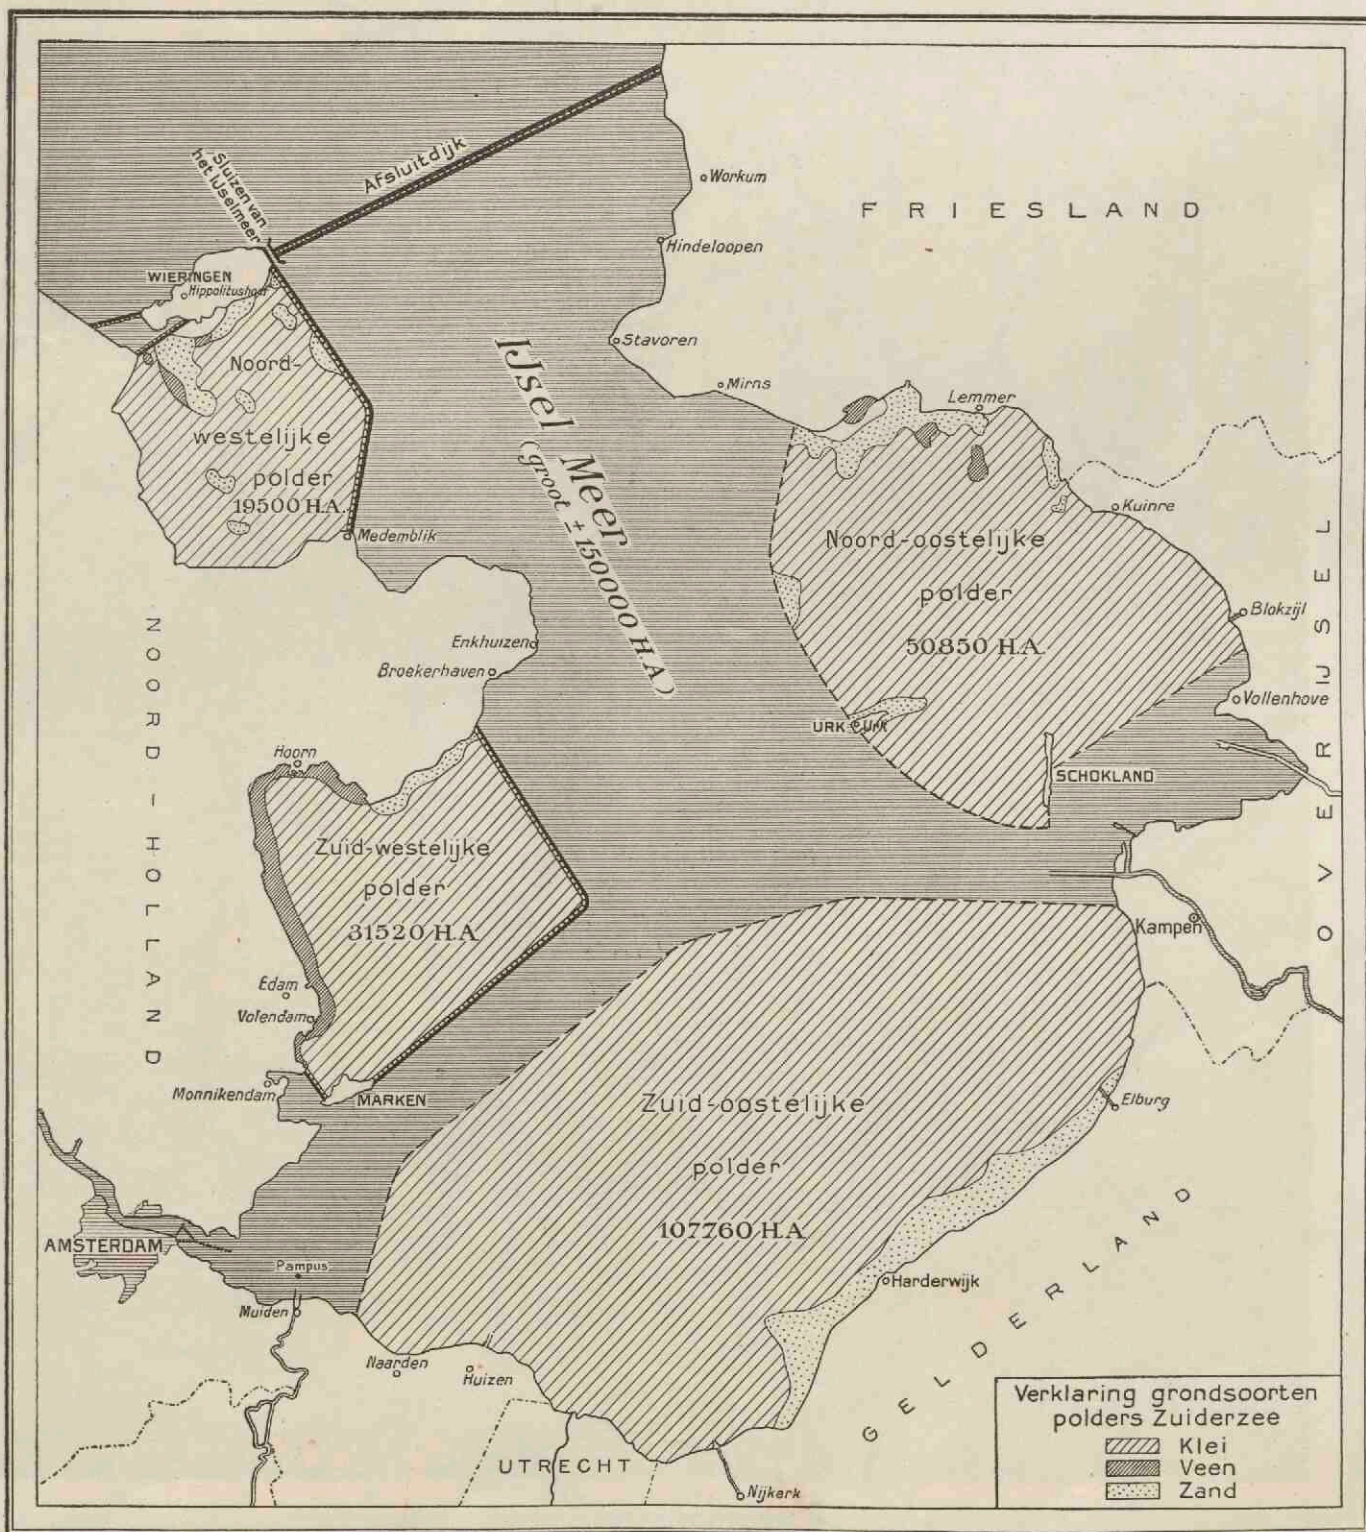 Afsluitdijk
Sluizen van
het IJselmeer
Workum
FRIESLAND
Hindeloopen
WIERINGEN
Hippolitushoef
Stavoren
Mirns
Lemmer
IJsel Meer
(groot ± 150000 H.A.)
Noord-
westelijke
polder
19500 H.A.
Medemblik
Kuinre
Noord-oostelijke
polder
50850 H.A.
Blokzijl
Vollenhove
OVERIJSEL
NOORD-HOLLAND
Enkhuizen
Broekerhaven
URK
Urk
SCHOKLAND
Hoorn
Zuid-westelijke
polder
31520 H.A.
Kampen
Edam
Volendam
Monnikendam
MARKEN
Zuid-oostelijke
polder
107760 H.A.
Elburg
AMSTERDAM
Pampus
Muiden
Harderwijk
GELDERLAND
Naarden
Huizen
UTRECHT
Nijkerk
Verklaring grondsoorten
polders Zuiderzee
Klei
Veen
Zand